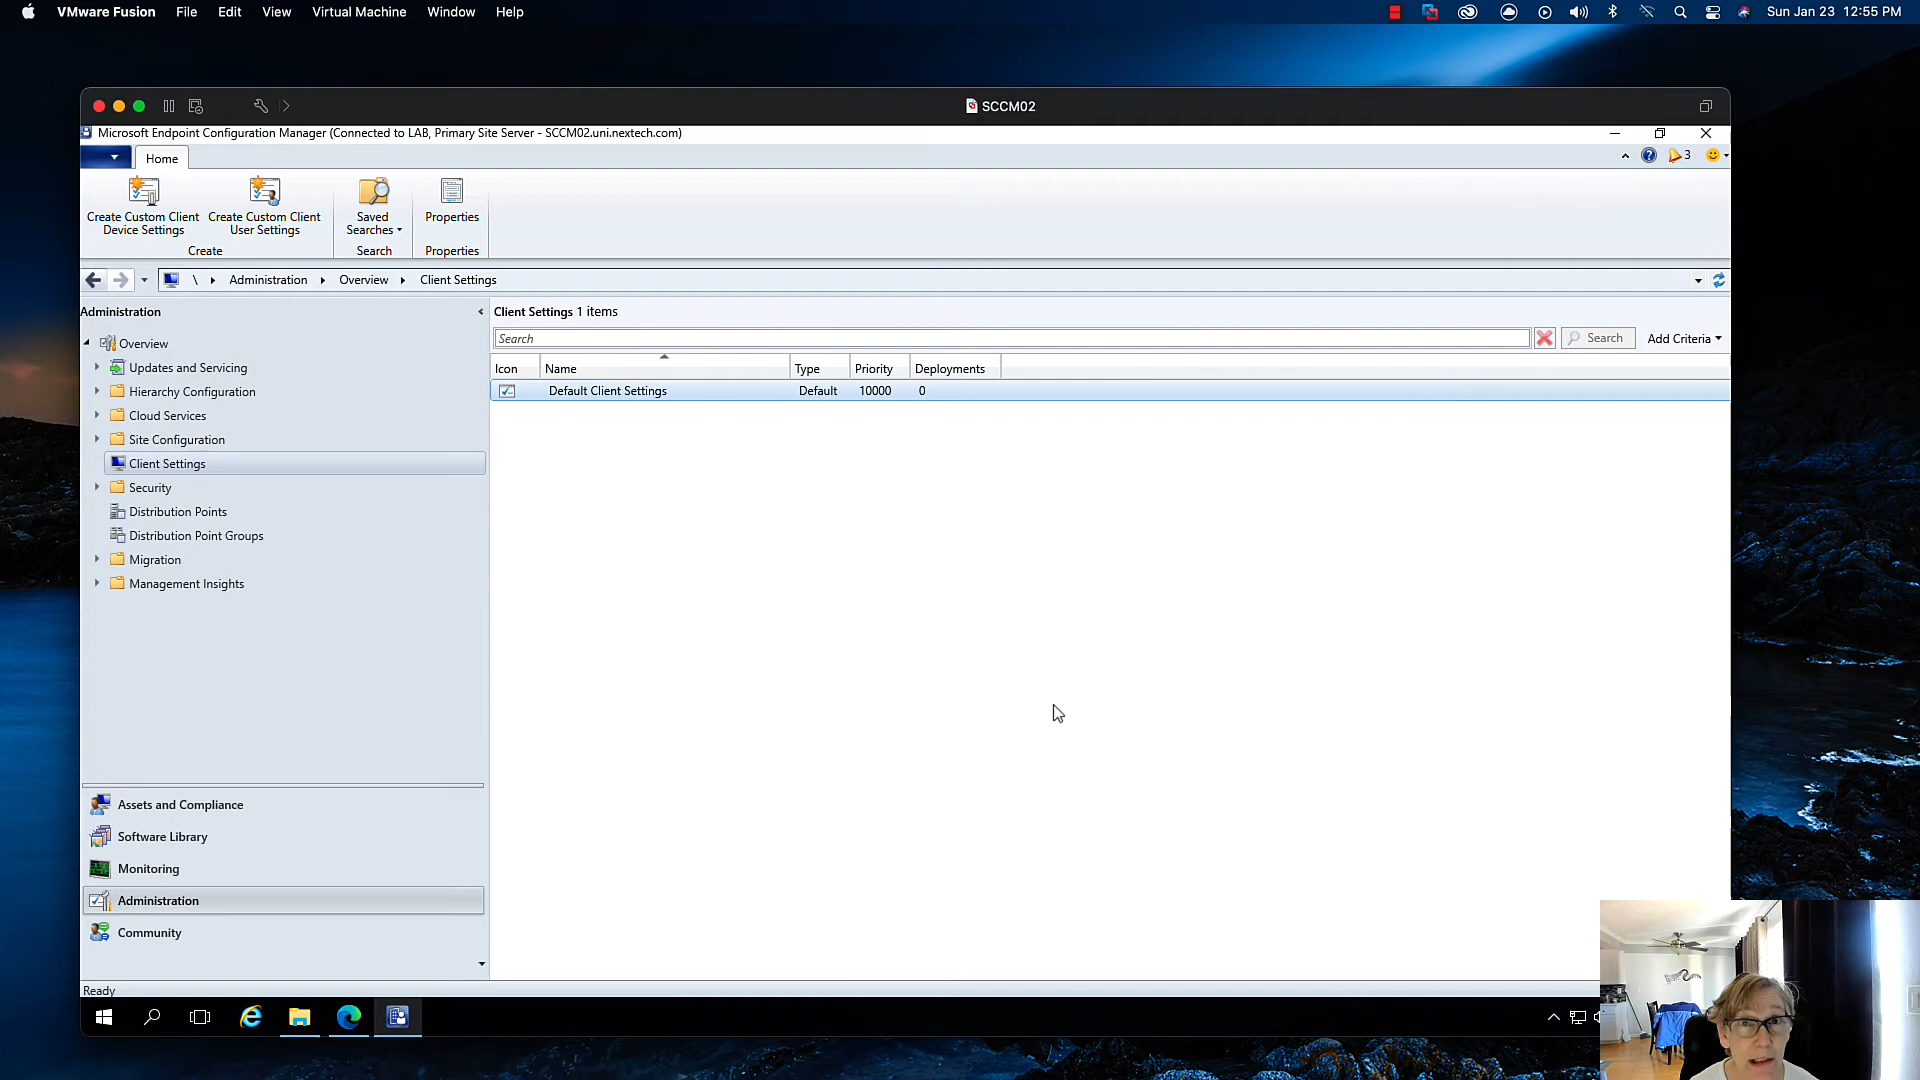 VMware Fusion File Edit View Virtual Machine Window Help Sun Jan 23 12:55 PM
SCCM02
Microsoft Endpoint Configuration Manager (Connected to LAB, Primary Site Server - SCCM02.uni.nextech.com)
Home
3
Create Custom Client Device Settings
Create Custom Client User Settings
Saved Searches
Properties
Create
Search
Properties
\ Administration Overview Client Settings
Administration
Overview
Updates and Servicing
Hierarchy Configuration
Cloud Services
Site Configuration
Client Settings
Security
Distribution Points
Distribution Point Groups
Migration
Management Insights
Assets and Compliance
Software Library
Monitoring
Administration
Community
Client Settings 1 items
Search
Search
Add Criteria
Icon Name Type Priority Deployments
Default Client Settings Default 10000 0
Ready